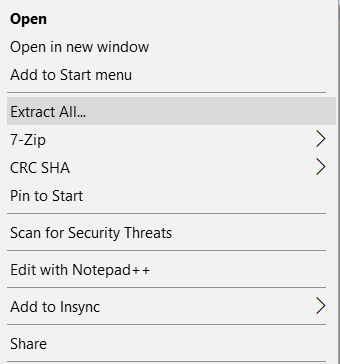 Open
Open in new window
Add to Start menu
Extract All...
7-Zip
CRC SHA
Pin to Start
Scan for Security Threats
Edit with Notepad++
Add to Insync
Share